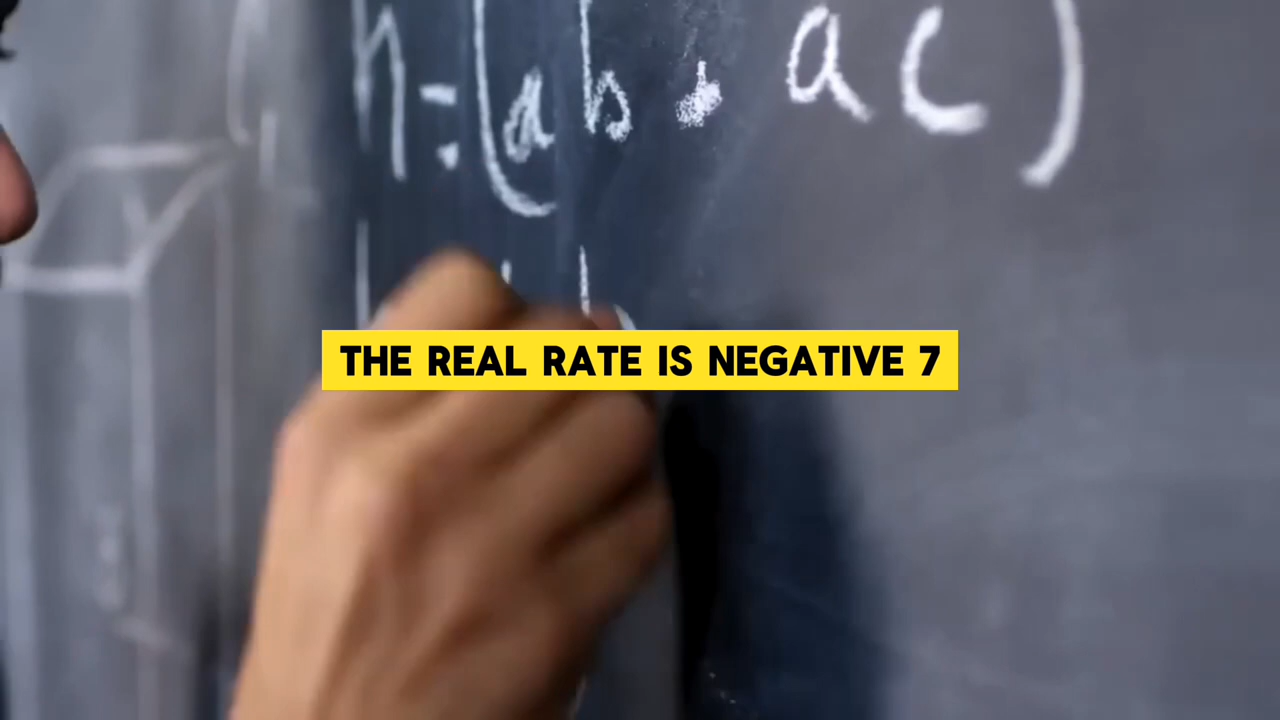 h=(ab. ac)
THE REAL RATE IS NEGATIVE 7